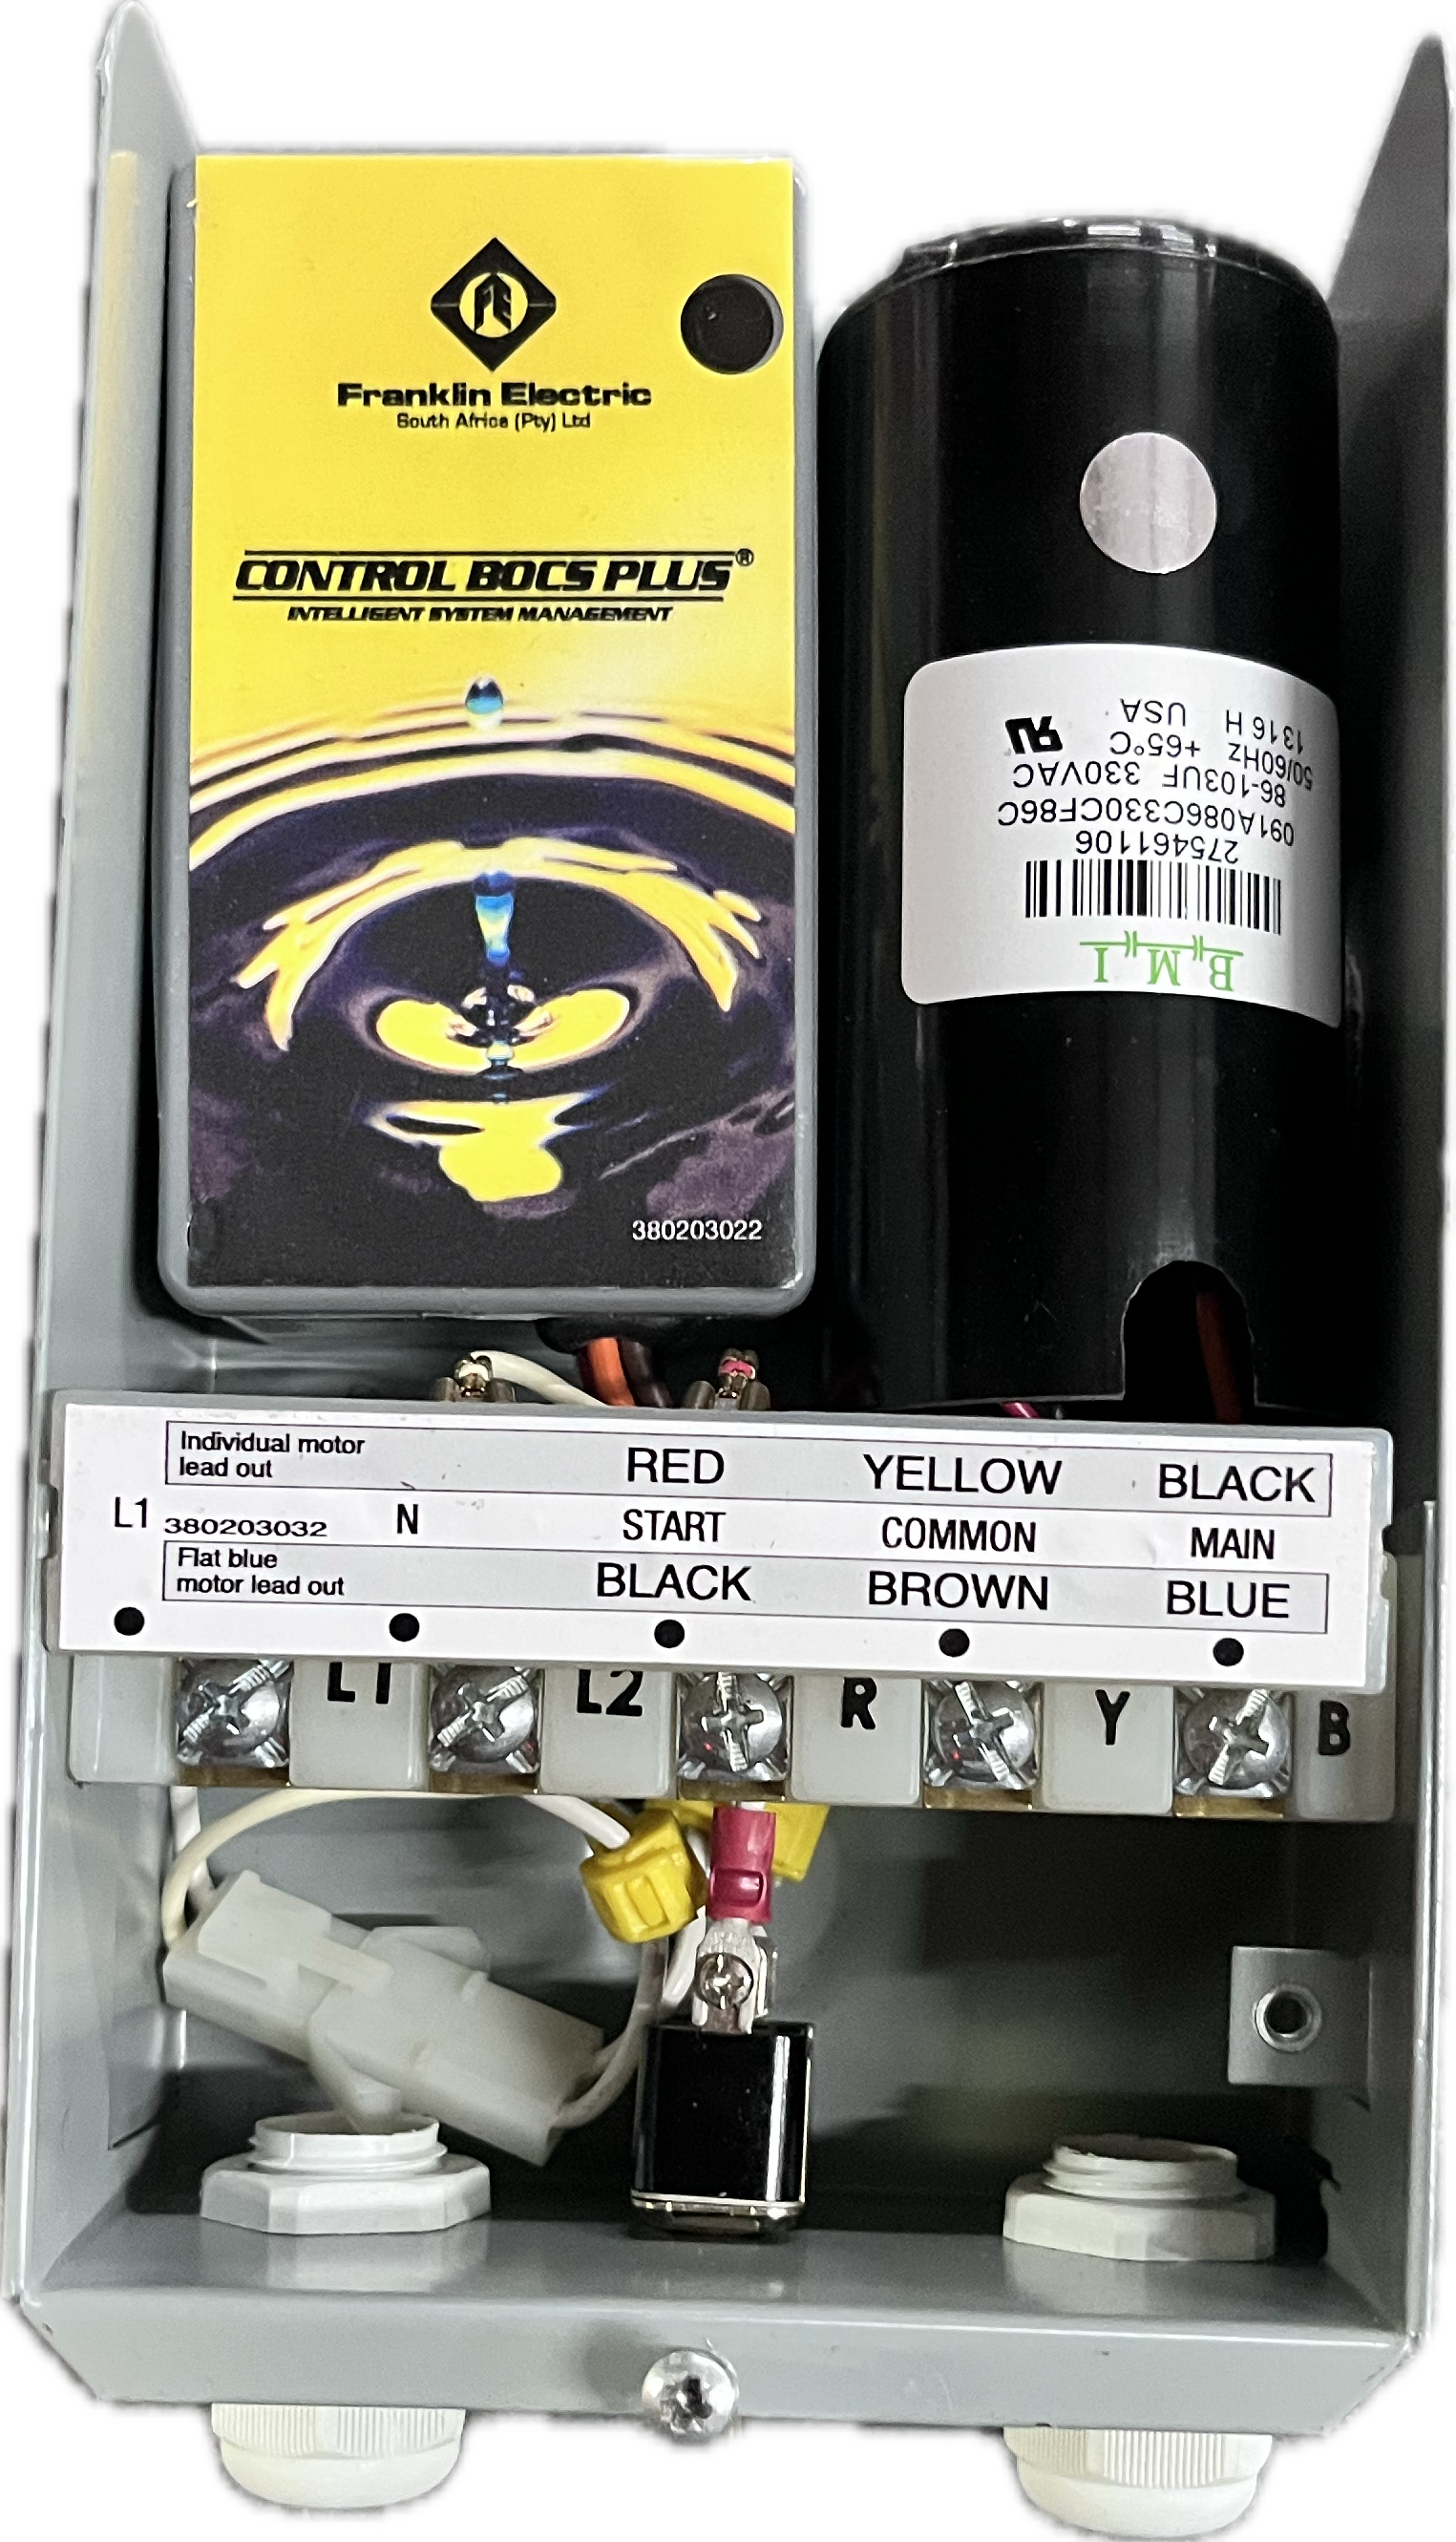 FE
Franklin Electric
South Africa (Pty) Ltd
CONTROL BOCS PLUS®
INTELLIGENT SYSTEM MANAGEMENT
380203022
B M I
275461106
091A086C330CF86C
86-103UF 330VAC
50/60Hz +65°C
1316 H USA
Individual motor
lead out
RED YELLOW BLACK
L1 380203032 N START COMMON MAIN
Flat blue
motor lead out
BLACK BROWN BLUE
L1 L2 R Y B